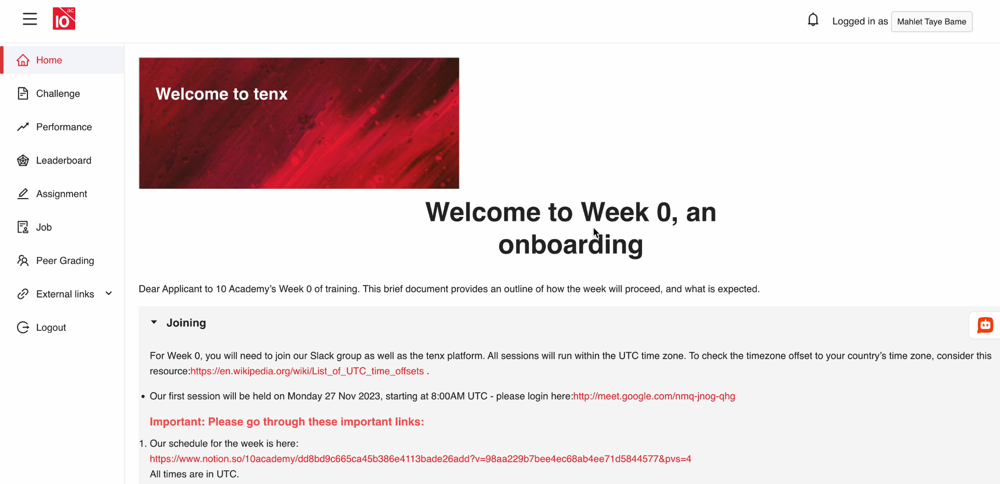 10 ac
Logged in as Mahlet Taye Bame
Home
Challenge
Performance
Leaderboard
Assignment
Job
Peer Grading
External links
Logout
Welcome to tenx
Welcome to Week 0, an
onboarding
Dear Applicant to 10 Academy’s Week 0 of training. This brief document provides an outline of how the week will proceed, and what is expected.
Joining
For Week 0, you will need to join our Slack group as well as the tenx platform. All sessions will run within the UTC time zone. To check the timezone offset to your country’s time zone, consider this
resource:https://en.wikipedia.org/wiki/List_of_UTC_time_offsets .
• Our first session will be held on Monday 27 Nov 2023, starting at 8:00AM UTC - please login here:http://meet.google.com/nmq-jnog-qhg
Important: Please go through these important links:
1. Our schedule for the week is here:
https://www.notion.so/10academy/dd8bd9c665ca45b386e4113bade26add?v=98aa229b7bee4ec68ab4ee71d5844577&pvs=4
All times are in UTC.